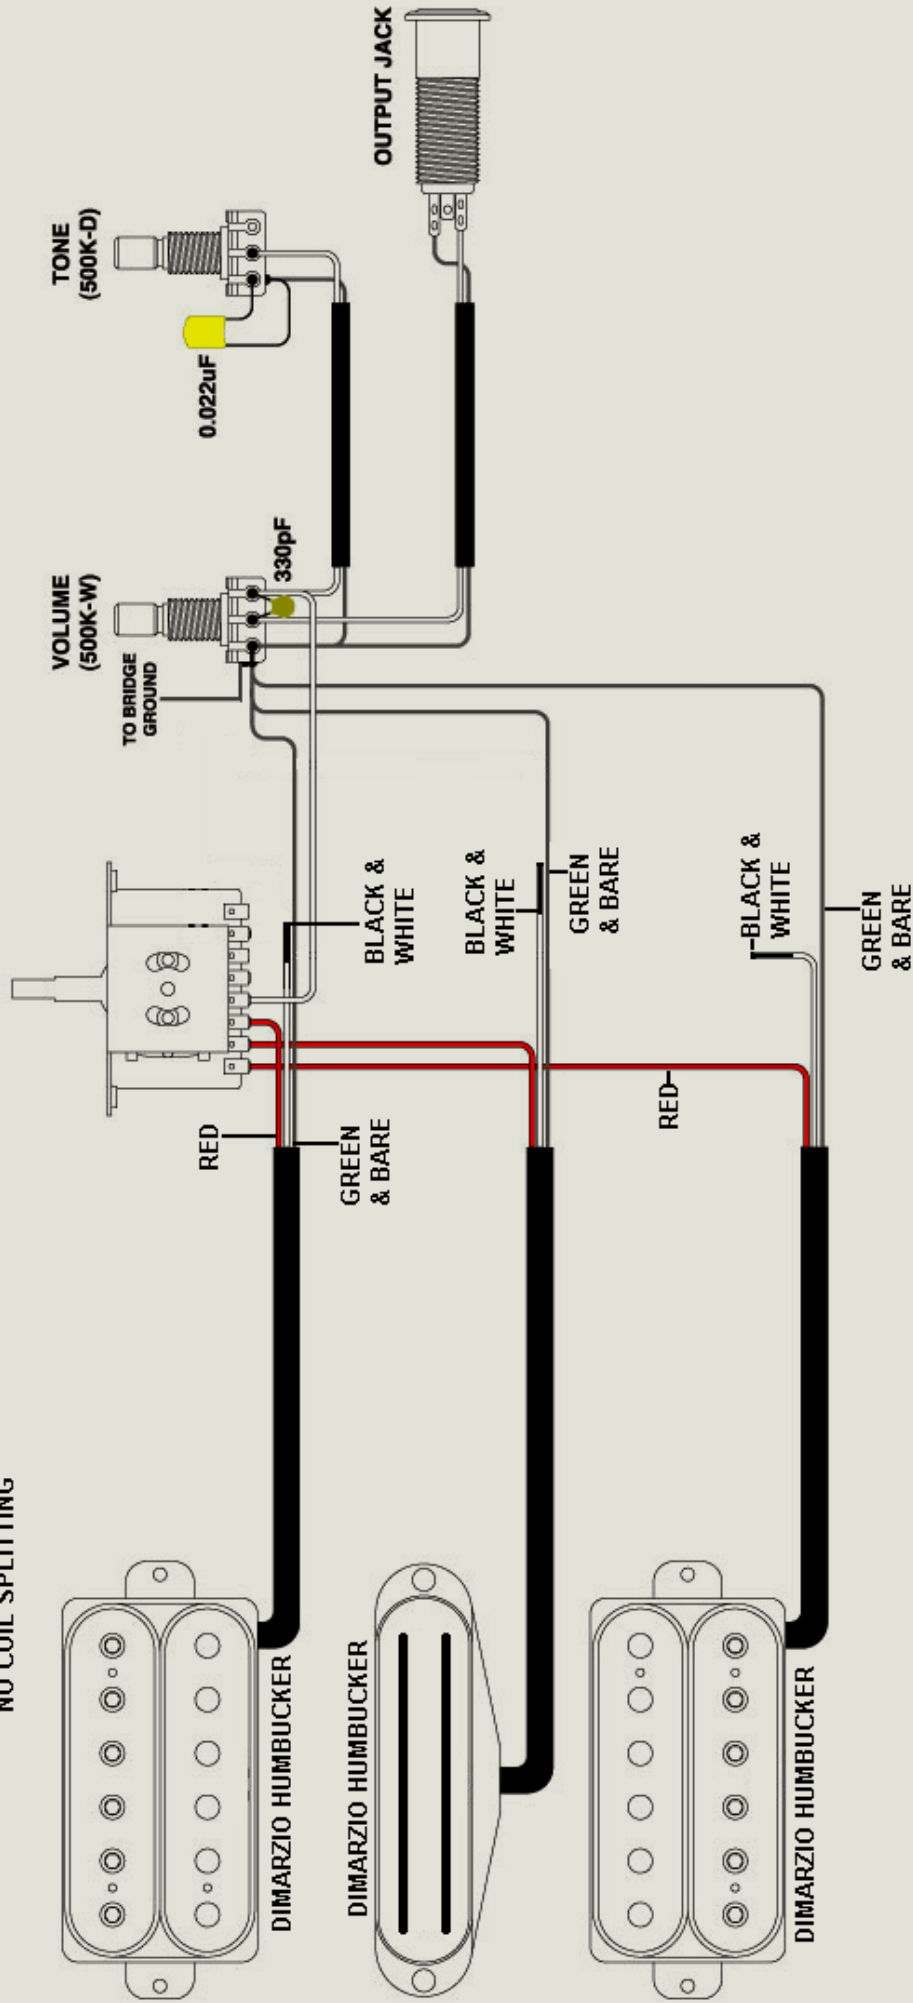 NO COIL SPLITTING
VOLUME
(500K-W)
TONE
(500K-D)
TO BRIDGE
GROUND
0.022uF
RED
330pF
DIMARZIO HUMBUCKER
GREEN
& BARE
BLACK &
WHITE
OUTPUT JACK
DIMARZIO HUMBUCKER
BLACK &
WHITE
GREEN
& BARE
RED
BLACK &
WHITE
DIMARZIO HUMBUCKER
GREEN
& BARE